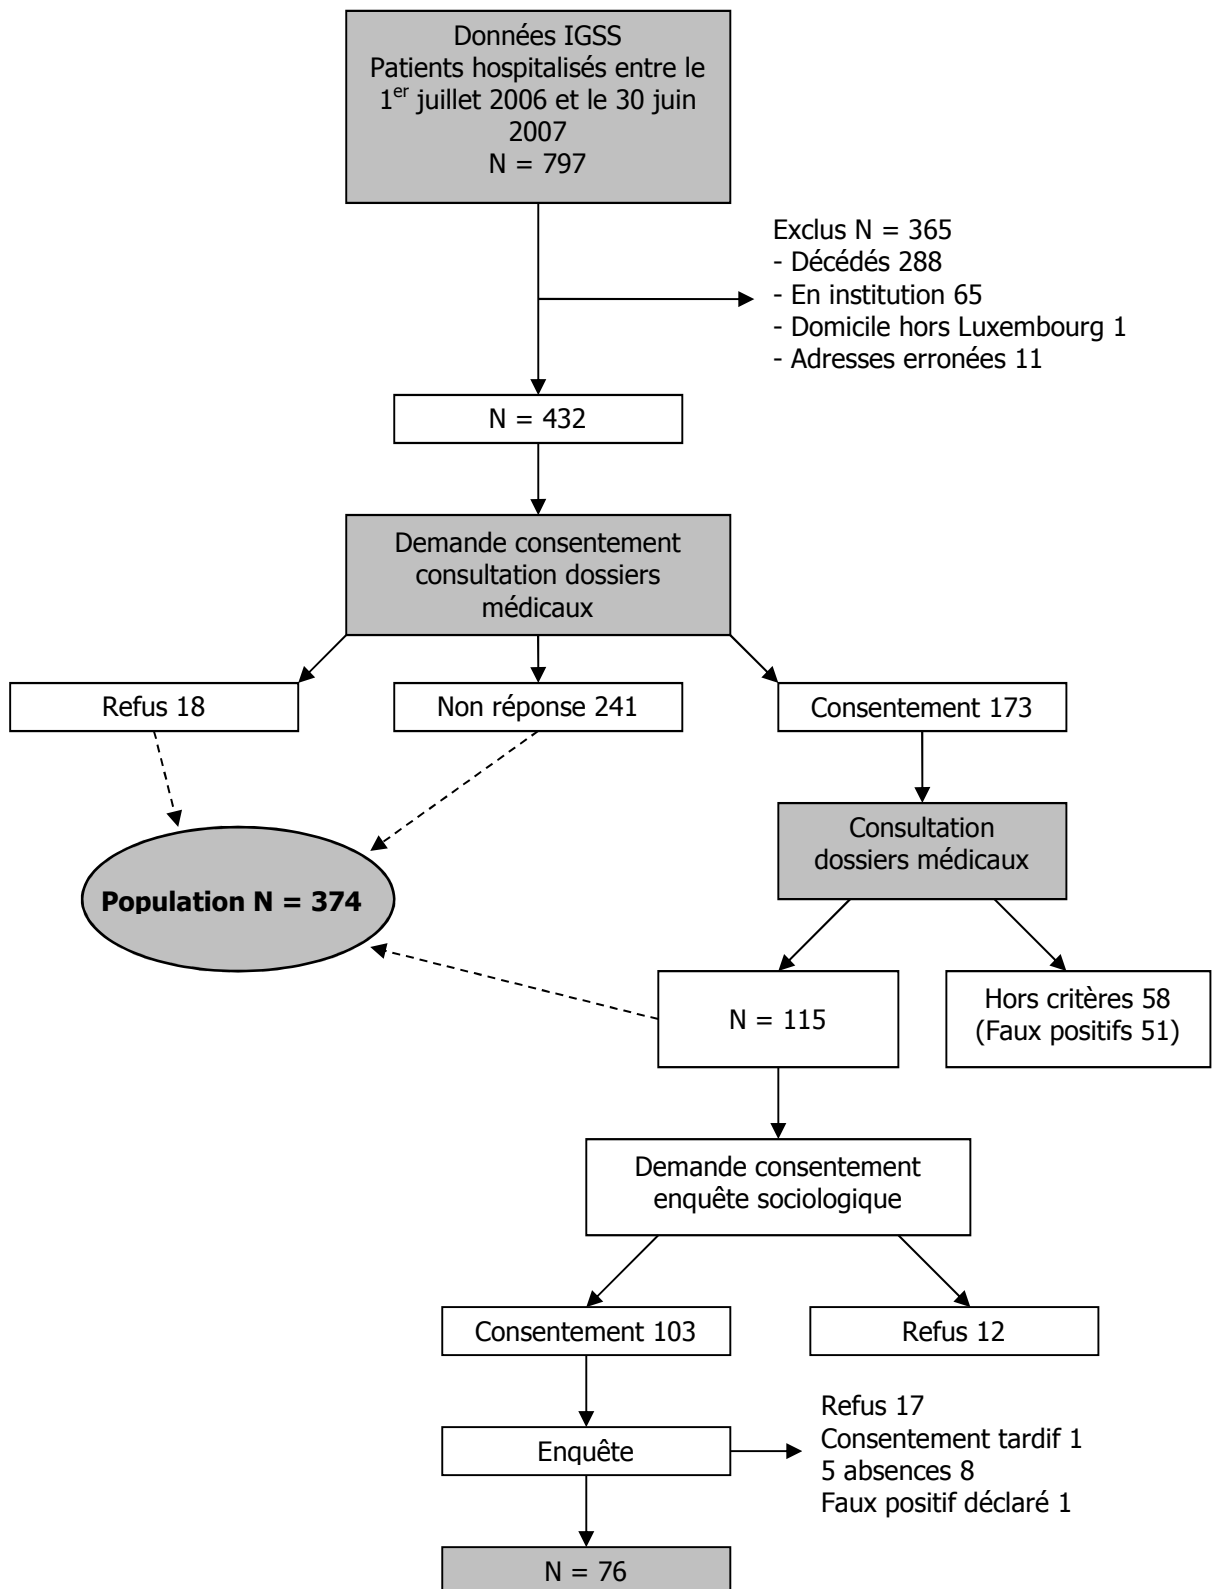 Données IGSS
Patients hospitalisés entre le
1er juillet 2006 et le 30 juin
2007
N = 797
Exclus N = 365
- Décédés 288
- En institution 65
- Domicile hors Luxembourg 1
- Adresses erronées 11
N = 432
Demande consentement
consultation dossiers
médicaux
Refus 18
Non réponse 241
Consentement 173
Consultation
dossiers médicaux
Population N = 374
N = 115
Hors critères 58
(Faux positifs 51)
Demande consentement
enquête sociologique
Consentement 103
Refus 12
Enquête
Refus 17
Consentement tardif 1
5 absences 8
Faux positif déclaré 1
N = 76